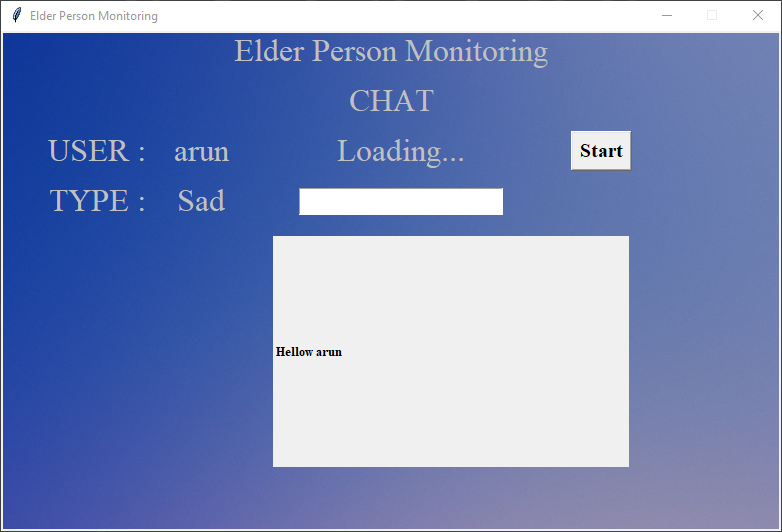 Elder Person Monitoring
Elder Person Monitoring
CHAT
USER : arun Loading... Start
TYPE : Sad
Hellow arun